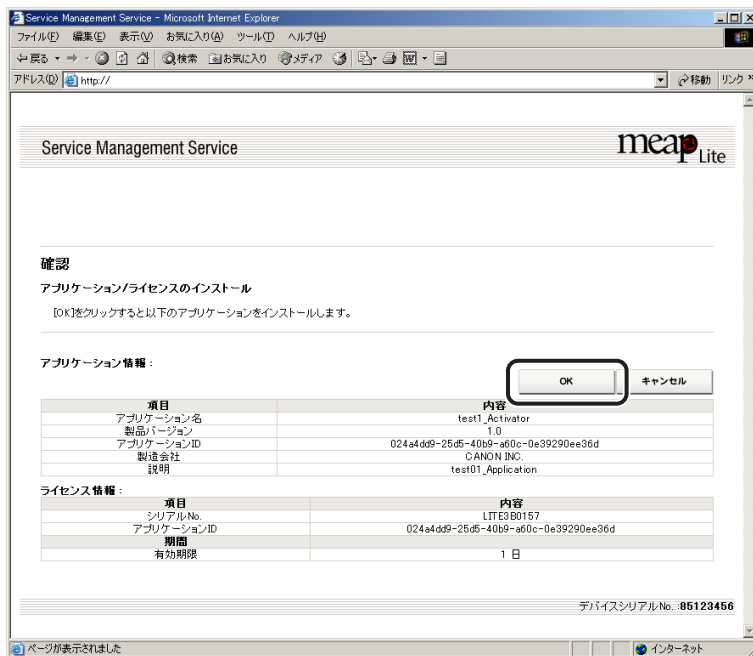 Service Management Service - Microsoft Internet Explorer
ファイル(F) 編集(E) 表示(V) お気に入り(A) ツール(T) ヘルプ(H)
戻る 検索 お気に入り メディア
アドレス(D) http:// 移動 リンク »
Service Management Service meap Lite
確認
アプリケーション/ライセンスのインストール
[OK]をクリックすると以下のアプリケーションをインストールします。
アプリケーション情報 :
OK キャンセル
項目 内容
アプリケーション名 test1_Activator
製品バージョン 1.0
アプリケーションID 024a4dd9-25d5-40b9-a60c-0e39290ee36d
製造会社 CANON INC.
説明 test01_Application
ライセンス情報 :
項目 内容
シリアルNo. LITE3B0157
アプリケーションID 024a4dd9-25d5-40b9-a60c-0e39290ee36d
期間
有効期限 1 日
デバイスシリアルNo. :85123456
ページが表示されました インターネット